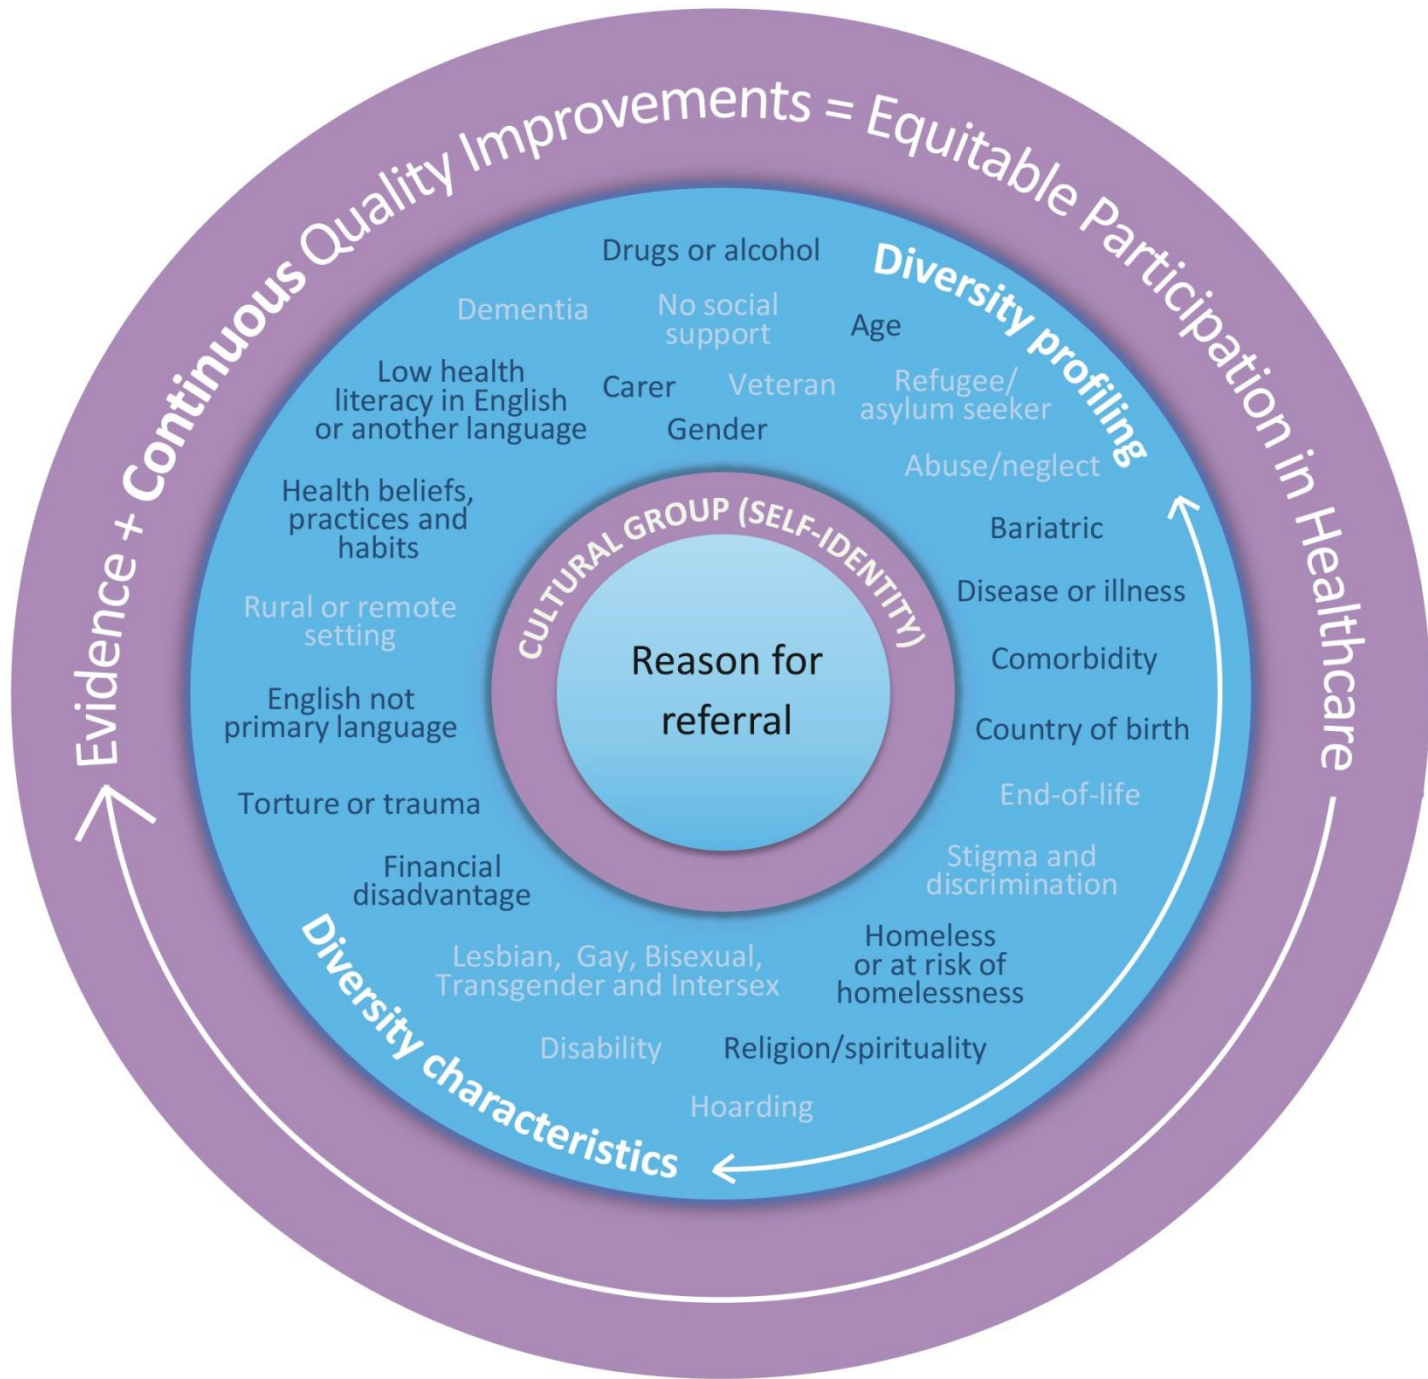 Evidence + Continuous Quality Improvements = Equitable Participation in Healthcare
Diversity profiling
Drugs or alcohol
Dementia
No social
support
Age
Low health
literacy in English
or another language
Carer
Veteran
Refugee/
asylum seeker
Gender
Abuse/neglect
Health beliefs,
practices and
habits
Bariatric
CULTURAL GROUP (SELF-IDENTITY)
Disease or illness
Rural or remote
setting
Reason for
referral
Comorbidity
English not
primary language
Country of birth
Torture or trauma
End-of-life
Financial
disadvantage
Stigma and
discrimination
Lesbian, Gay, Bisexual,
Transgender and Intersex
Homeless
or at risk of
homelessness
Disability
Religion/spirituality
Hoarding
Diversity characteristics